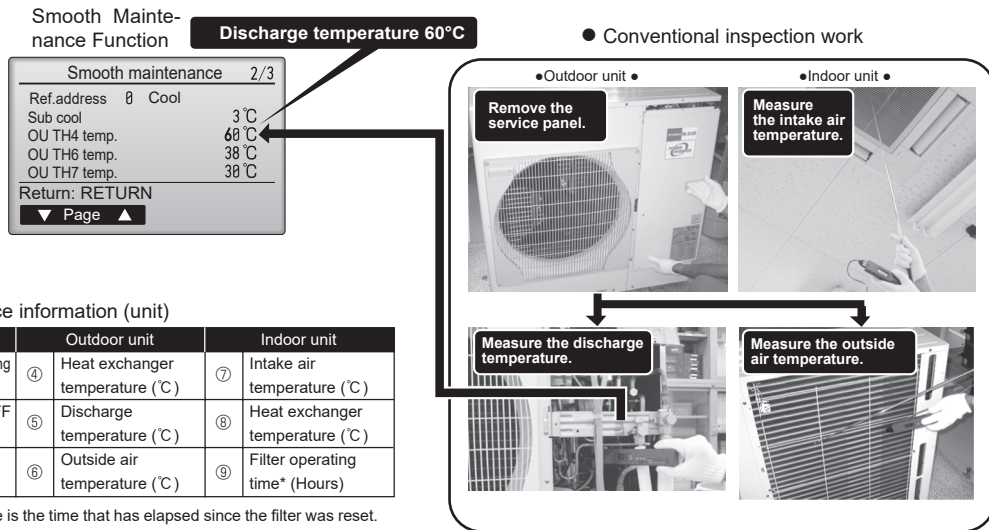 Smooth Mainte-
nance Function
Discharge temperature 60°C
● Conventional inspection work
Smooth maintenance 2/3
Ref.address 0 Cool
Sub cool 3°C
OU TH4 temp. 60°C
OU TH6 temp. 38°C
OU TH7 temp. 30°C
Return: RETURN
▼ Page ▲
●Outdoor unit ●
●Indoor unit ●
Remove the
service panel.
Measure
the intake air
temperature.
Measure the discharge
temperature.
Measure the outside
air temperature.
ce information (unit)
Outdoor unit Indoor unit
④ Heat exchanger
temperature (°C)
⑦ Intake air
temperature (°C)
⑤ Discharge
temperature (°C)
⑧ Heat exchanger
temperature (°C)
⑥ Outside air
temperature (°C)
⑨ Filter operating
time* (Hours)
e is the time that has elapsed since the filter was reset.